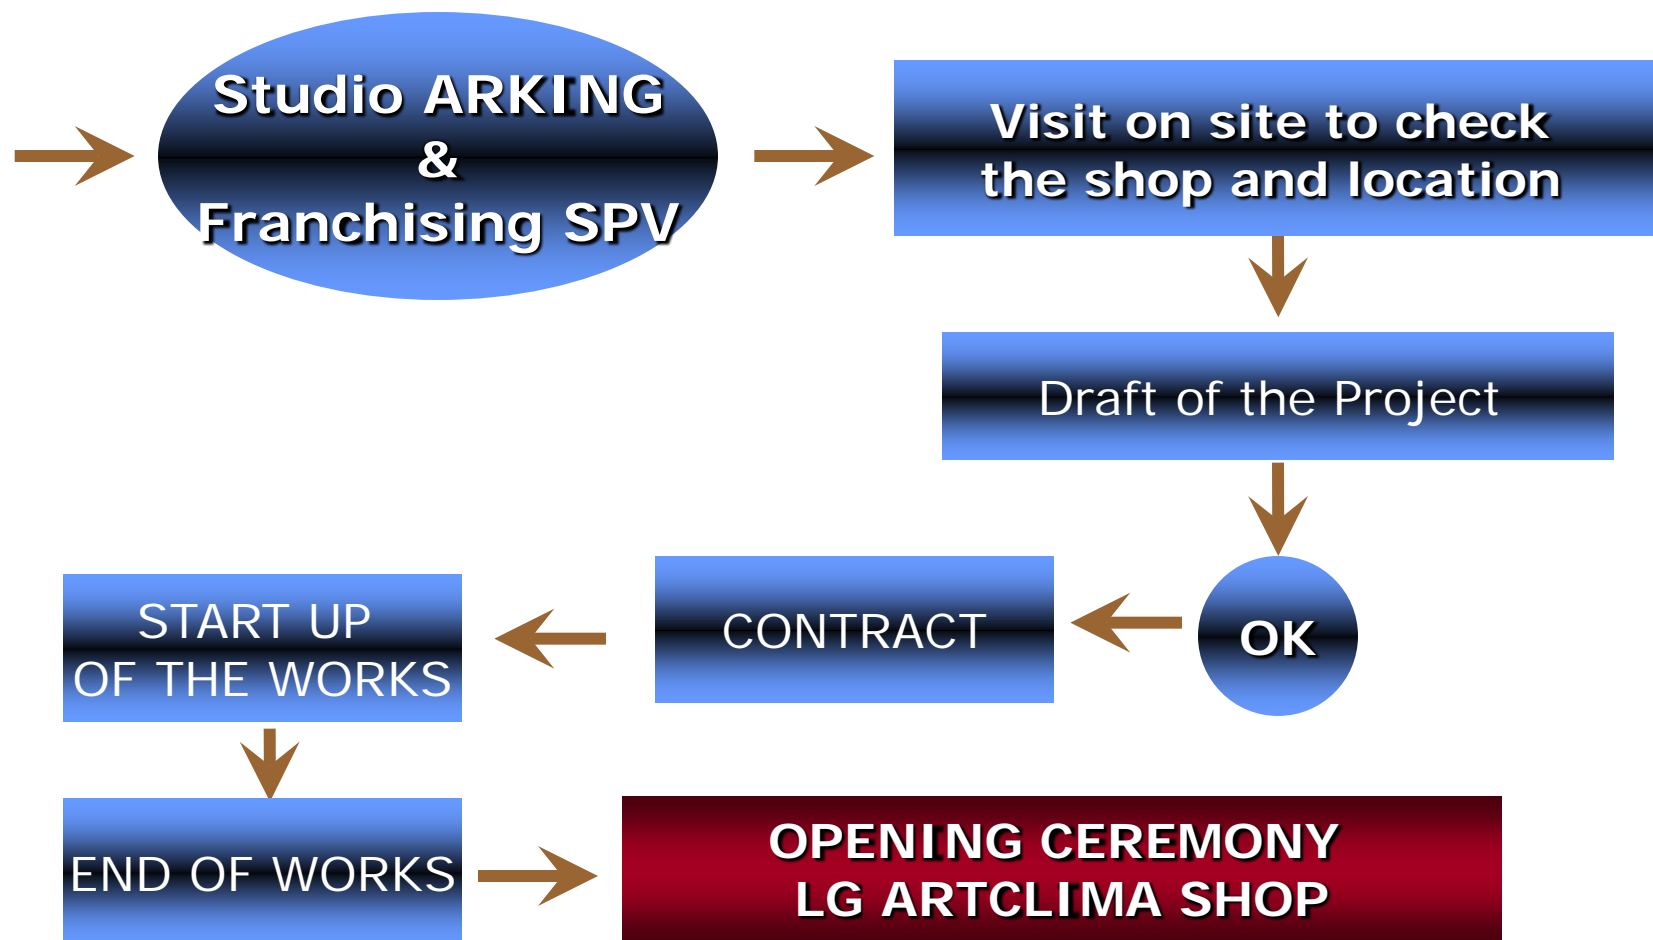 Studio ARKING
&
Franchising SPV
Visit on site to check
the shop and location
Draft of the Project
OK
CONTRACT
START UP
OF THE WORKS
END OF WORKS
OPENING CEREMONY
LG ARTCLIMA SHOP